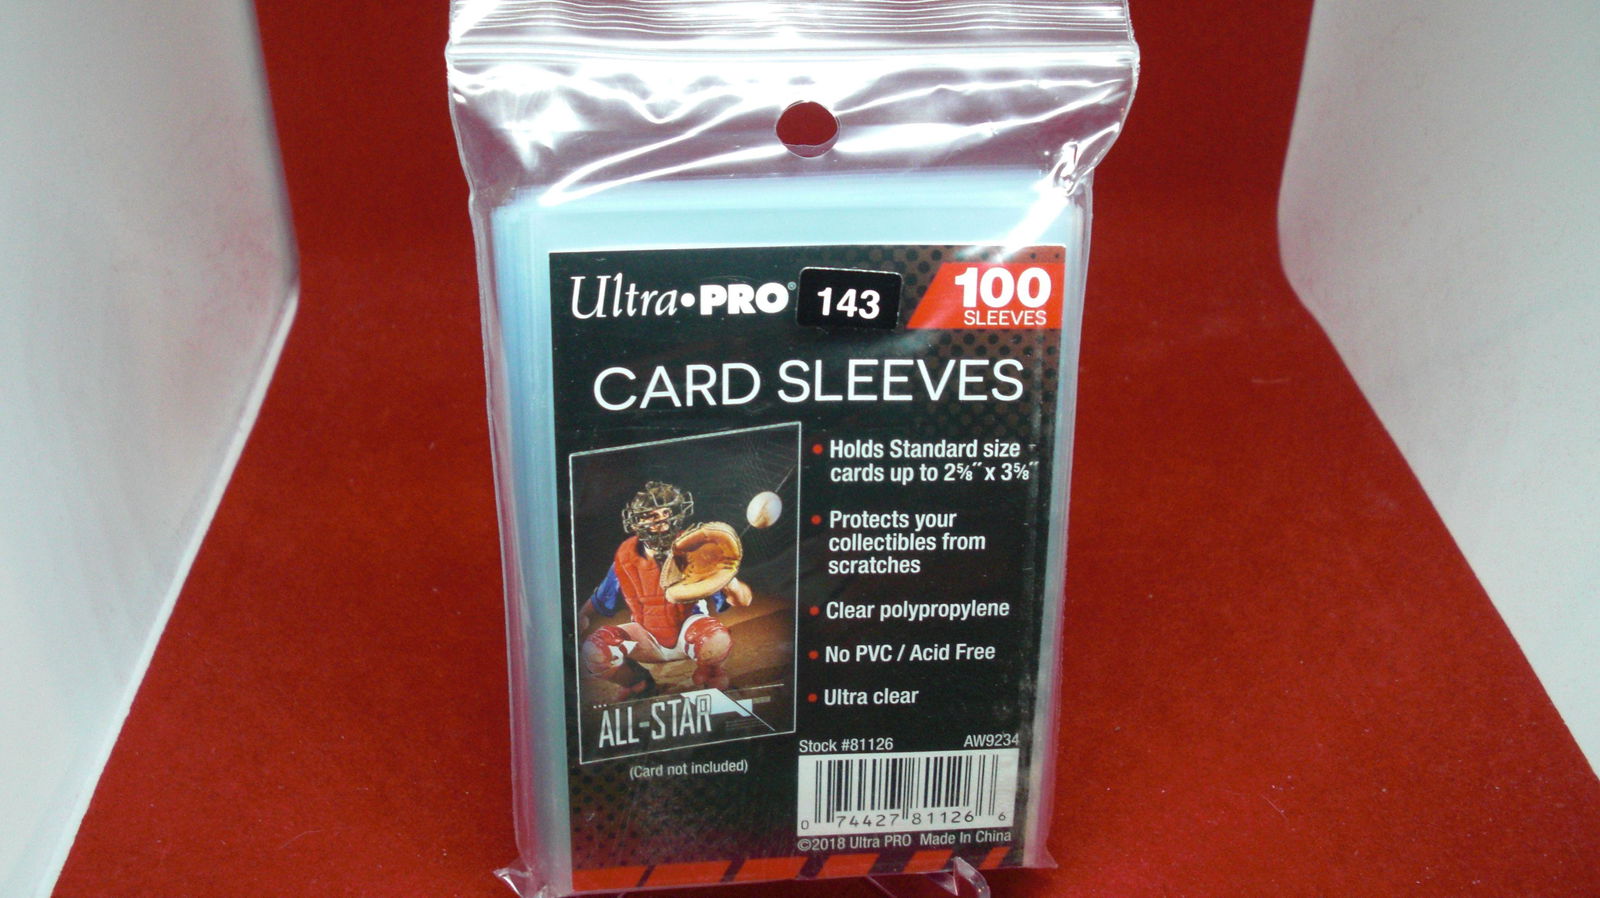 Ultra•PRO®
143
100
SLEEVES
CARD SLEEVES
• Holds Standard size
cards up to 2⅝" x 3⅝"
• Protects your
collectibles from
scratches
• Clear polypropylene
• No PVC / Acid Free
• Ultra clear
ALL-STAR
(Card not included)
Stock #81126 AW9234
0 74427 81126 6
©2018 Ultra PRO Made In China